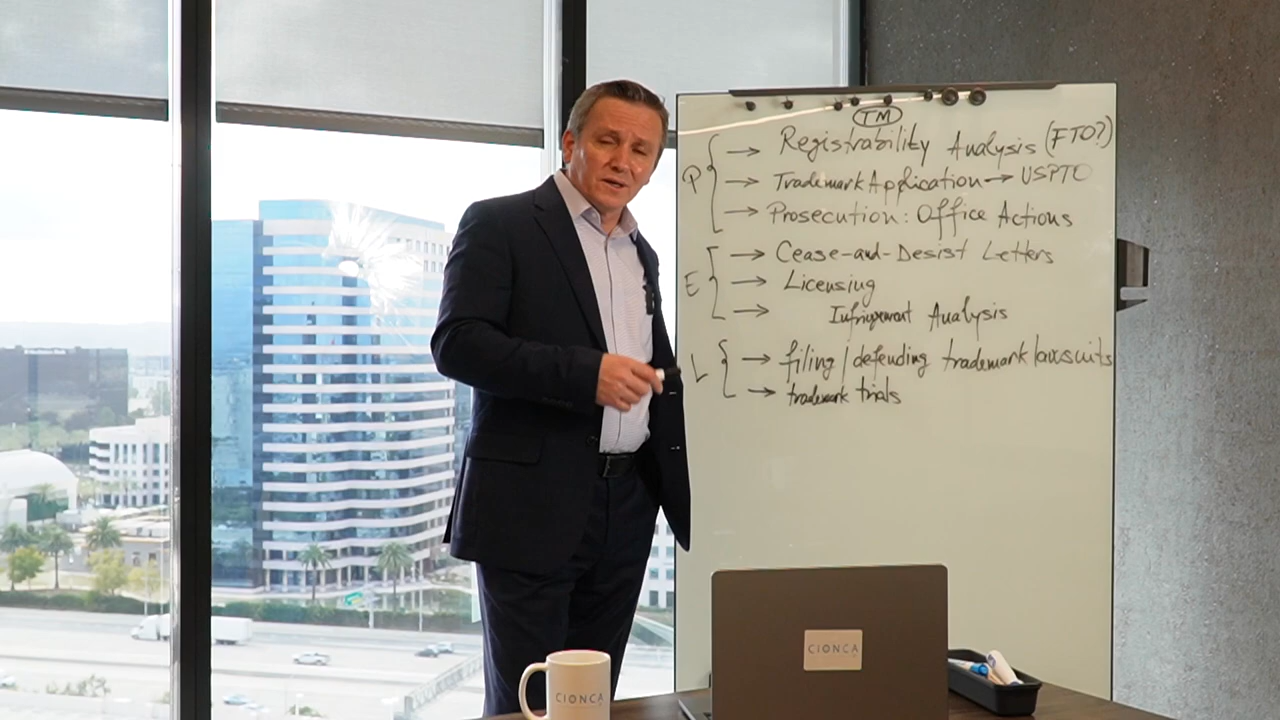 TM
P → Registrability Analysis (FTO?)
→ Trademark Application → USPTO
→ Prosecution: Office Actions
E → Cease-and-Desist Letters
→ Licensing
→ Infringement Analysis
L → filing / defending trademark lawsuits
→ trademark trials
CIONCA
CIONCA